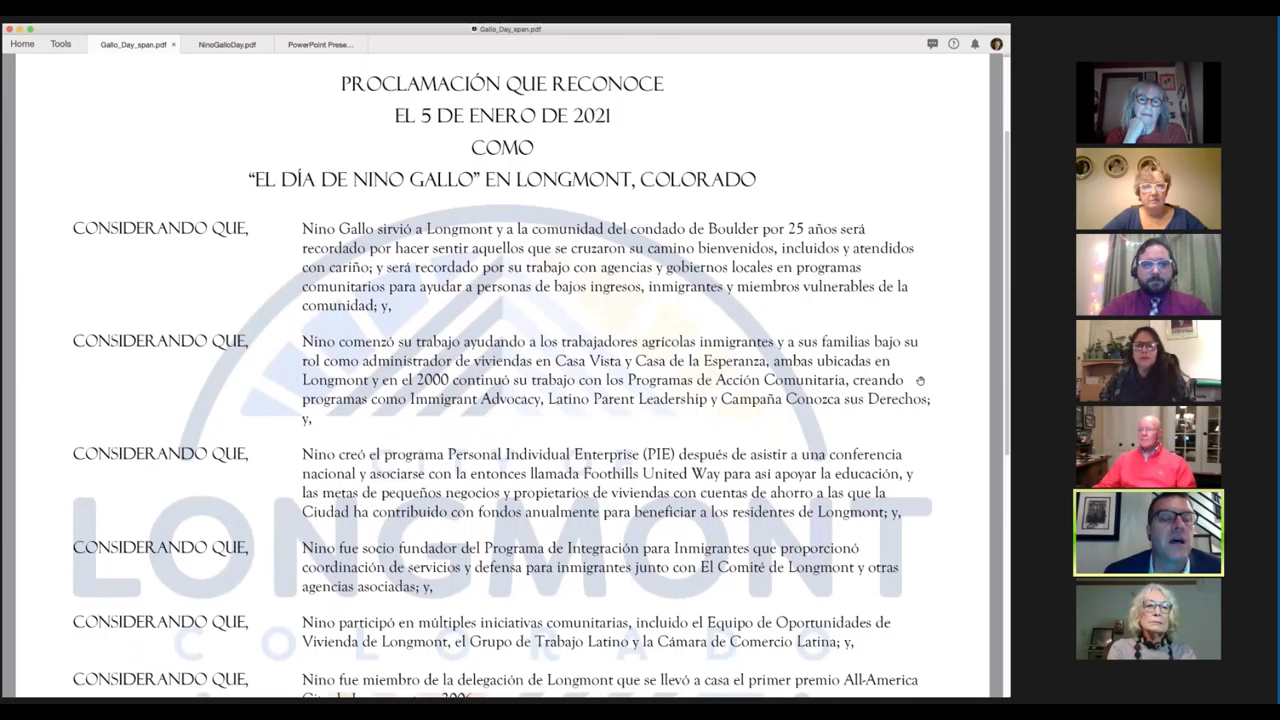 Gallo_Day_span.pdf
Home Tools Gallo_Day_span.pdf × NinoGalloDay.pdf PowerPoint Prese...
PROCLAMACIÓN QUE RECONOCE
EL 5 DE ENERO DE 2021
COMO
“EL DÍA DE NINO GALLO” EN LONGMONT, COLORADO
CONSIDERANDO QUE, Nino Gallo sirvió a Longmont y a la comunidad del condado de Boulder por 25 años será
recordado por hacer sentir aquellos que se cruzaron su camino bienvenidos, incluidos y atendidos
con cariño; y será recordado por su trabajo con agencias y gobiernos locales en programas
comunitarios para ayudar a personas de bajos ingresos, inmigrantes y miembros vulnerables de la
comunidad; y,
CONSIDERANDO QUE, Nino comenzó su trabajo ayudando a los trabajadores agrícolas inmigrantes y a sus familias bajo su
rol como administrador de viviendas en Casa Vista y Casa de la Esperanza, ambas ubicadas en
Longmont y en el 2000 continuó su trabajo con los Programas de Acción Comunitaria, creando
programas como Immigrant Advocacy, Latino Parent Leadership y Campaña Conozca sus Derechos;
y,
CONSIDERANDO QUE, Nino creó el programa Personal Individual Enterprise (PIE) después de asistir a una conferencia
nacional y asociarse con la entonces llamada Foothills United Way para así apoyar la educación, y
las metas de pequeños negocios y propietarios de viviendas con cuentas de ahorro a las que la
Ciudad ha contribuido con fondos anualmente para beneficiar a los residentes de Longmont; y,
CONSIDERANDO QUE, Nino fue socio fundador del Programa de Integración para Inmigrantes que proporcionó
coordinación de servicios y defensa para inmigrantes junto con El Comité de Longmont y otras
agencias asociadas; y,
CONSIDERANDO QUE, Nino participó en múltiples iniciativas comunitarias, incluido el Equipo de Oportunidades de
Vivienda de Longmont, el Grupo de Trabajo Latino y la Cámara de Comercio Latina; y,
CONSIDERANDO QUE, Nino fue miembro de la delegación de Longmont que se llevó a casa el primer premio All-America
LONGMONT
COLORADO